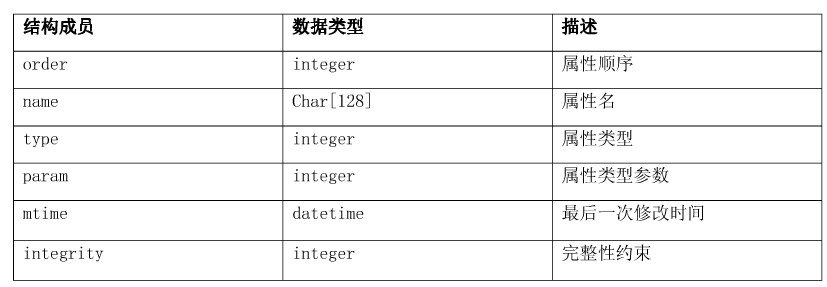 结构成员 数据类型 描述
order integer 属性顺序
name Char[128] 属性名
type integer 属性类型
param integer 属性类型参数
mtime datetime 最后一次修改时间
integrity integer 完整性约束